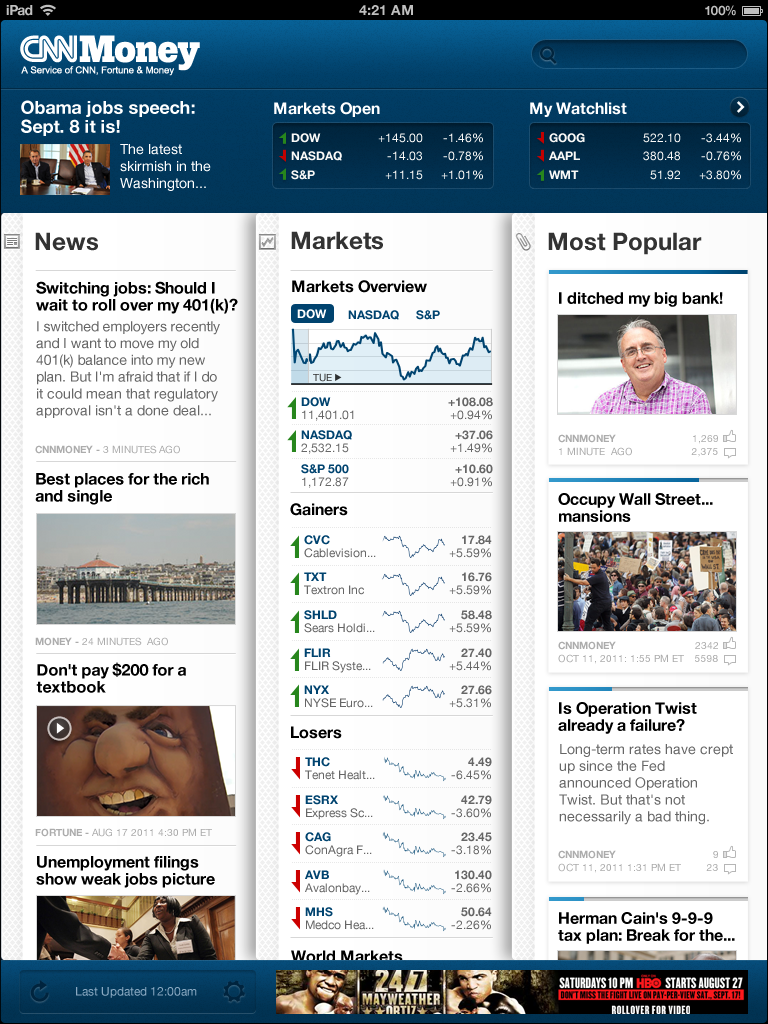 iPad
4:21 AM
100%
CNNMoney
A Service of CNN, Fortune & Money
Obama jobs speech:
Sept. 8 it is!
The latest
skirmish in the
Washington...
Markets Open
DOW +145.00 -1.46%
NASDAQ -14.03 -0.78%
S&P +11.15 +1.01%
My Watchlist
GOOG 522.10 -3.44%
AAPL 380.48 -0.76%
WMT 51.92 +3.80%
News
Switching jobs: Should I
wait to roll over my 401(k)?
I switched employers recently
and I want to move my old
401(k) balance into my new
plan. But I'm afraid that if I do
it could mean that regulatory
approval isn't a done deal...
CNNMONEY - 3 MINUTES AGO
Best places for the rich
and single
MONEY - 24 MINUTES AGO
Don't pay $200 for a
textbook
FORTUNE - AUG 17 2011 4:30 PM ET
Unemployment filings
show weak jobs picture
Markets
Markets Overview
DOW NASDAQ S&P
TUE
DOW +108.08
11,401.01 +0.94%
NASDAQ +37.06
2,532.15 +1.49%
S&P 500 +10.60
1,172.87 +0.91%
Gainers
CVC 17.84
Cablevision... +5.59%
TXT 16.76
Textron Inc +5.59%
SHLD 58.48
Sears Holdi... +5.59%
FLIR 27.40
FLIR Syste... +5.44%
NYX 27.66
NYSE Euro... +5.31%
Losers
THC 4.49
Tenet Healt... -6.45%
ESRX 42.79
Express Sc... -3.60%
CAG 23.45
ConAgra F... -3.18%
AVB 130.40
Avalonbay... -2.66%
MHS 50.64
Medco Hea... -2.26%
World Markets
Most Popular
I ditched my big bank!
CNNMONEY 1,269
1 MINUTE AGO 2,375
Occupy Wall Street...
mansions
CNNMONEY 2342
OCT 11, 2011: 1:55 PM ET 5598
Is Operation Twist
already a failure?
Long-term rates have crept
up since the Fed
announced Operation
Twist. But that's not
necessarily a bad thing.
CNNMONEY 9
OCT 11, 2011 1:31 PM ET 23
Herman Cain's 9-9-9
tax plan: Break for the...
Last Updated 12:00am
24/7
MAYWEATHER
ORTIZ
SATURDAYS 10 PM HBO STARTS AUGUST 27
DON'T MISS THE FIGHT LIVE ON PAY-PER-VIEW SAT., SEPT. 17!
ROLLOVER FOR VIDEO